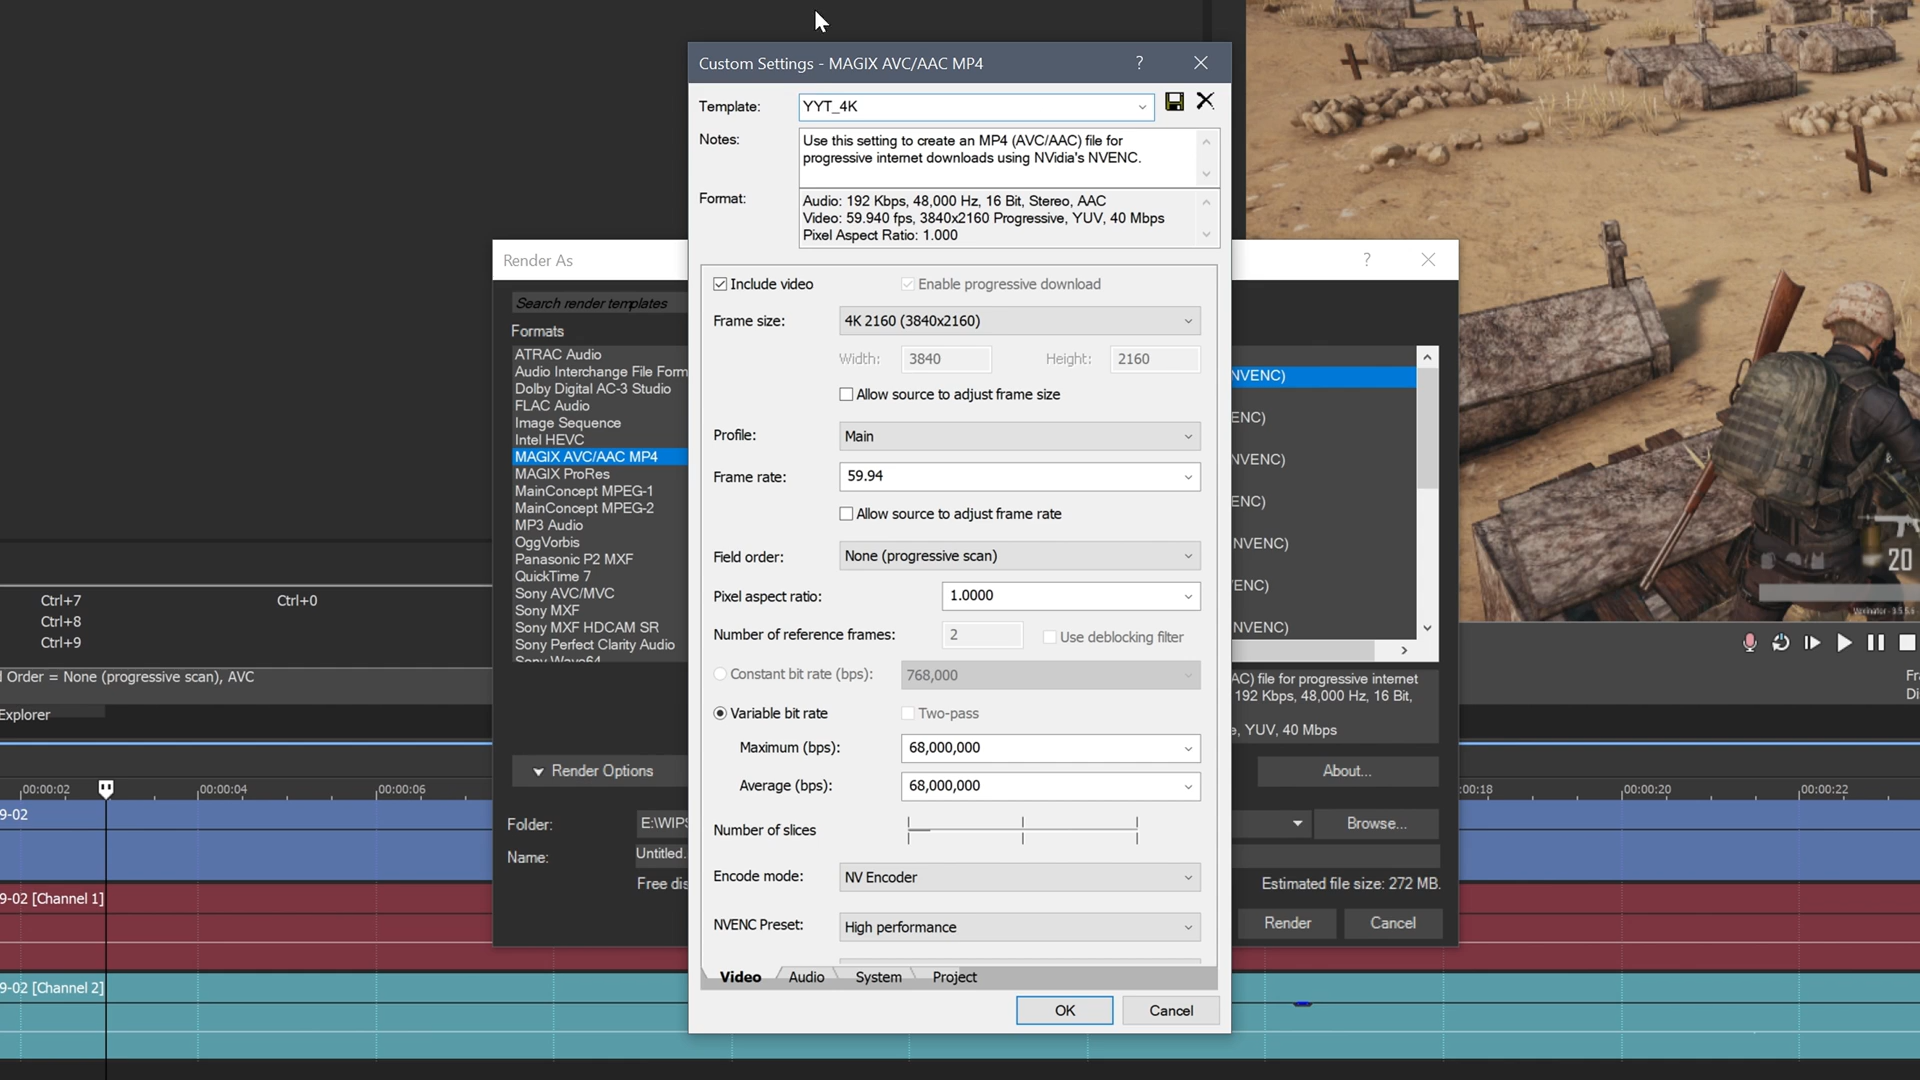 Custom Settings - MAGIX AVC/AAC MP4
?
Template:
YYT_4K
Notes:
Use this setting to create an MP4 (AVC/AAC) file for
progressive internet downloads using NVidia's NVENC.
Format:
Audio: 192 Kbps, 48,000 Hz, 16 Bit, Stereo, AAC
Video: 59.940 fps, 3840x2160 Progressive, YUV, 40 Mbps
Pixel Aspect Ratio: 1.000
Include video
Enable progressive download
Frame size:
4K 2160 (3840x2160)
Width:
3840
Height:
2160
Allow source to adjust frame size
Profile:
Main
Frame rate:
59.94
Allow source to adjust frame rate
Field order:
None (progressive scan)
Pixel aspect ratio:
1.0000
Number of reference frames:
2
Use deblocking filter
Constant bit rate (bps):
768,000
Variable bit rate
Two-pass
Maximum (bps):
68,000,000
Average (bps):
68,000,000
Number of slices
Encode mode:
NV Encoder
NVENC Preset:
High performance
Video
Audio
System
Project
OK
Cancel
Render As
?
Search render templates
Formats
ATRAC Audio
Audio Interchange File Form
Dolby Digital AC-3 Studio
FLAC Audio
Image Sequence
Intel HEVC
MAGIX AVC/AAC MP4
MAGIX ProRes
MainConcept MPEG-1
MainConcept MPEG-2
MP3 Audio
OggVorbis
Panasonic P2 MXF
QuickTime 7
Sony AVC/MVC
Sony MXF
Sony MXF HDCAM SR
Sony Perfect Clarity Audio
Sony Wave64
NVENC)
ENC)
NVENC)
ENC)
NVENC)
ENC)
NVENC)
AC) file for progressive internet
192 Kbps, 48,000 Hz, 16 Bit,
e, YUV, 40 Mbps
Render Options
About...
Folder:
E:\WIPS
Browse...
Name:
Untitled.
Free dis
Estimated file size: 272 MB.
Render
Cancel
Ctrl+7
Ctrl+0
Ctrl+8
Ctrl+9
Order = None (progressive scan), AVC
Explorer
00:00:02
00:00:04
00:00:06
:00:18
00:00:20
00:00:22
9-02
9-02 [Channel 1]
9-02 [Channel 2]
20
Fra
Di